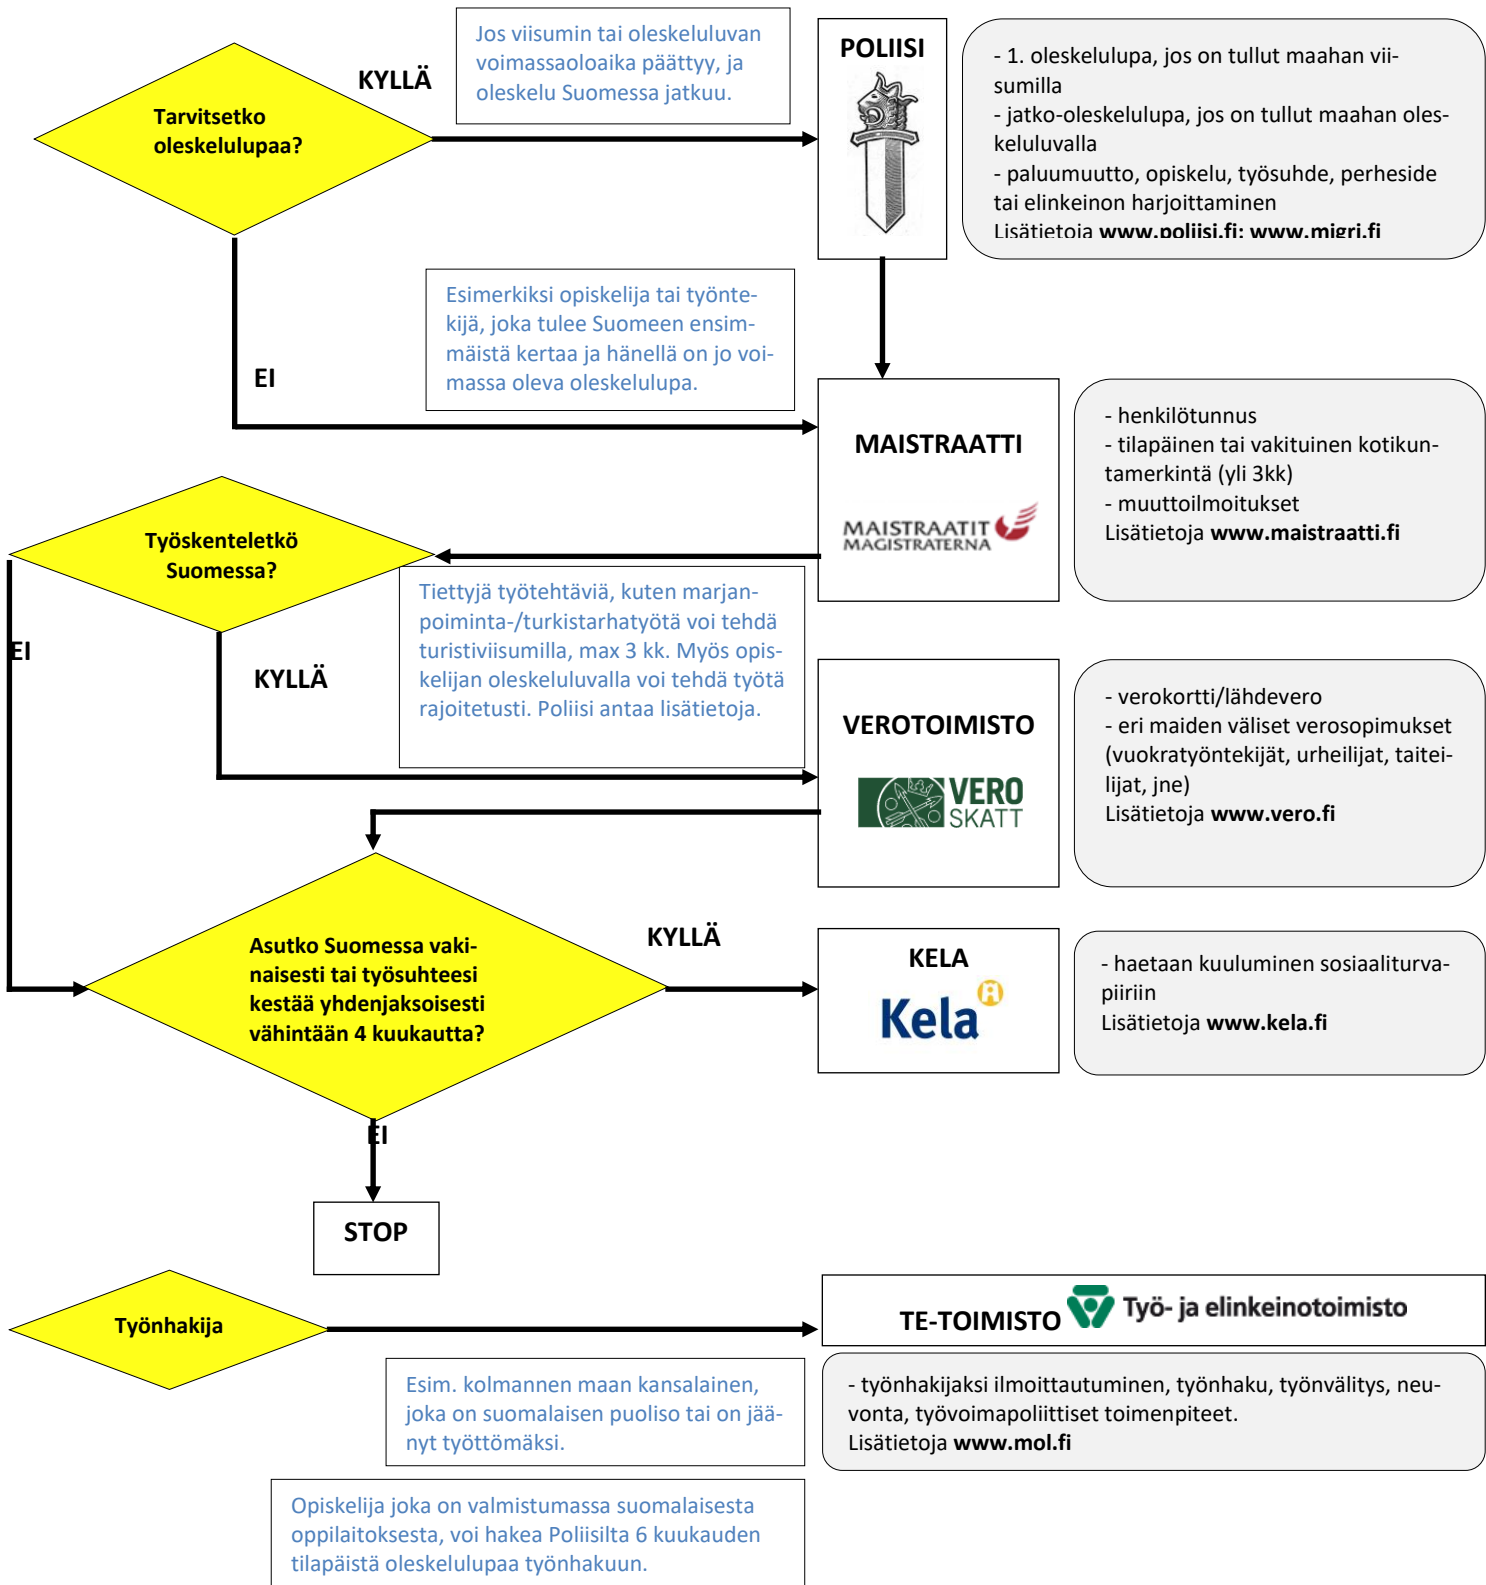 Jos viisumin tai oleskeluluvan
voimassaoloaika päättyy, ja
oleskelu Suomessa jatkuu.
KYLLÄ
Tarvitsetko
oleskelulupaa?
POLIISI
- 1. oleskelulupa, jos on tullut maahan vii-
sumilla
- jatko-oleskelulupa, jos on tullut maahan oles-
keluluvalla
- paluumuutto, opiskelu, työsuhde, perheside
tai elinkeinon harjoittaminen
Lisätietoja www.poliisi.fi; www.migri.fi
Esimerkiksi opiskelija tai työnte-
kijä, joka tulee Suomeen ensim-
mäistä kertaa ja hänellä on jo voi-
massa oleva oleskelulupa.
EI
MAISTRAATTI
MAISTRAATIT
MAGISTRATERNA
- henkilötunnus
- tilapäinen tai vakituinen kotikun-
tamerkintä (yli 3kk)
- muuttoilmoitukset
Lisätietoja www.maistraatti.fi
Työskenteletkö
Suomessa?
EI
KYLLÄ
Tiettyjä työtehtäviä, kuten marjan-
poiminta-/turkistarhatyötä voi tehdä
turistiviisumilla, max 3 kk. Myös opis-
kelijan oleskeluluvalla voi tehdä työtä
rajoitetusti. Poliisi antaa lisätietoja.
VEROTOIMISTO
VERO
SKATT
- verokortti/lähdevero
- eri maiden väliset verosopimukset
(vuokratyöntekijät, urheilijat, taitei-
lijat, jne)
Lisätietoja www.vero.fi
Asutko Suomessa vaki-
naisesti tai työsuhteesi
kestää yhdenjaksoisesti
vähintään 4 kuukautta?
KYLLÄ
KELA
Kela
- haetaan kuuluminen sosiaaliturva-
piiriin
Lisätietoja www.kela.fi
EI
STOP
Työnhakija
TE-TOIMISTO Työ- ja elinkeinotoimisto
Esim. kolmannen maan kansalainen,
joka on suomalaisen puoliso tai on jää-
nyt työttömäksi.
- työnhakijaksi ilmoittautuminen, työnhaku, työnvälitys, neu-
vonta, työvoimapoliittiset toimenpiteet.
Lisätietoja www.mol.fi
Opiskelija joka on valmistumassa suomalaisesta
oppilaitoksesta, voi hakea Poliisilta 6 kuukauden
tilapäistä oleskelulupaa työnhakuun.